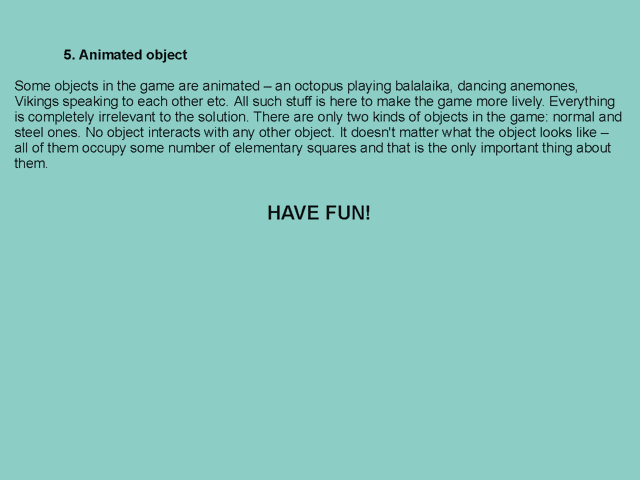 5. Animated object
Some objects in the game are animated – an octopus playing balalaika, dancing anemones,
Vikings speaking to each other etc. All such stuff is here to make the game more lively. Everything
is completely irrelevant to the solution. There are only two kinds of objects in the game: normal and
steel ones. No object interacts with any other object. It doesn't matter what the object looks like –
all of them occupy some number of elementary squares and that is the only important thing about
them.
HAVE FUN!